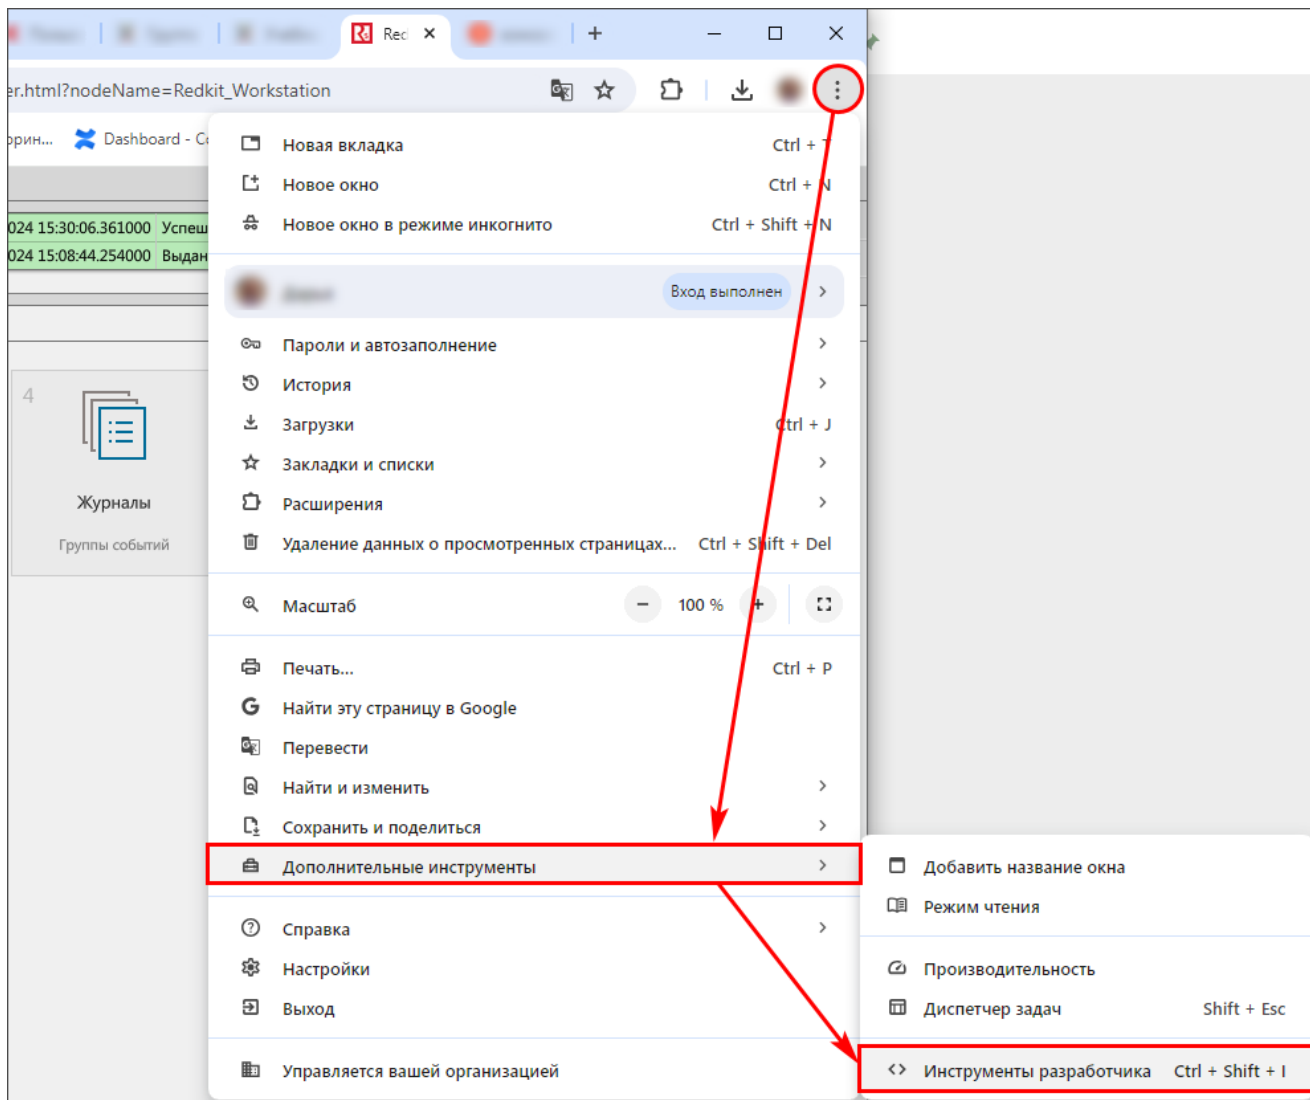 Red
er.html?nodeName=Redkit_Workstation
орин...
Dashboard - Co
024 15:30:06.361000 Успеш
024 15:08:44.254000 Выдан
4
Журналы
Группы событий
Новая вкладка Ctrl + T
Новое окно Ctrl + N
Новое окно в режиме инкогнито Ctrl + Shift + N
Вход выполнен
Пароли и автозаполнение
История
Загрузки Ctrl + J
Закладки и списки
Расширения
Удаление данных о просмотренных страницах... Ctrl + Shift + Del
Масштаб − 100 % +
Печать... Ctrl + P
Найти эту страницу в Google
Перевести
Найти и изменить
Сохранить и поделиться
Дополнительные инструменты
Справка
Настройки
Выход
Управляется вашей организацией
Добавить название окна
Режим чтения
Производительность
Диспетчер задач Shift + Esc
Инструменты разработчика Ctrl + Shift + I